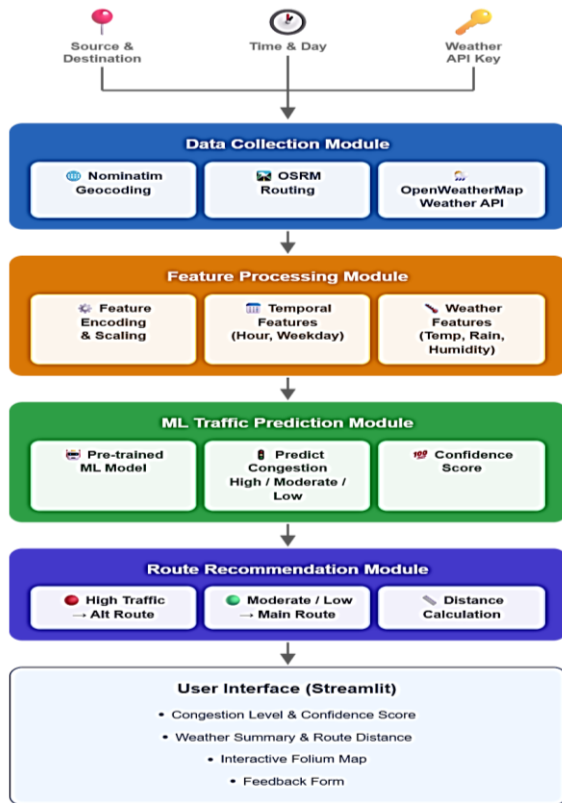 Source &
Destination
Time & Day
Weather
API Key
Data Collection Module
Nominatim
Geocoding
OSRM
Routing
OpenWeatherMap
Weather API
Feature Processing Module
Feature
Encoding
& Scaling
Temporal
Features
(Hour, Weekday)
Weather
Features
(Temp, Rain,
Humidity)
ML Traffic Prediction Module
Pre-trained
ML Model
Predict
Congestion
High / Moderate /
Low
💯 Confidence
Score
Route Recommendation Module
High Traffic
→ Alt Route
Moderate / Low
→ Main Route
Distance
Calculation
User Interface (Streamlit)
• Congestion Level & Confidence Score
• Weather Summary & Route Distance
• Interactive Folium Map
• Feedback Form